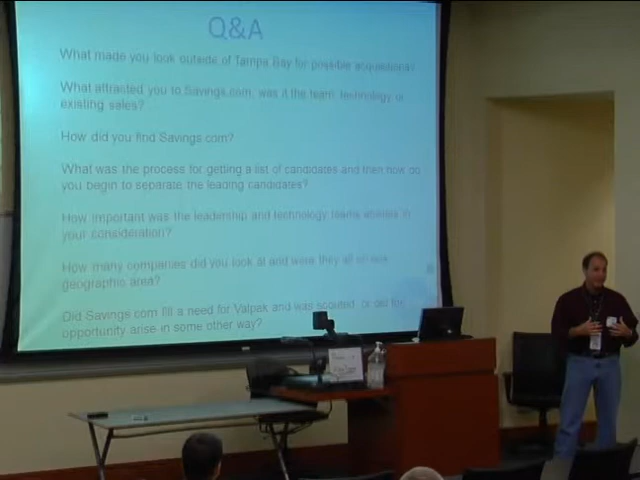 Q&A
What made you look outside of Tampa Bay for possible acquisitions?
What attracted you to Savings.com, was it the team, technology or
existing sales?
How did you find Savings.com?
What was the process for getting a list of candidates and then how do
you begin to separate the leading candidates?
How important was the leadership and technology teams abilities in
your consideration?
How many companies did you look at and were they all in one
geographic area?
Did Savings.com fill a need for Valpak and was scouted, or did the
opportunity arise in some other way?